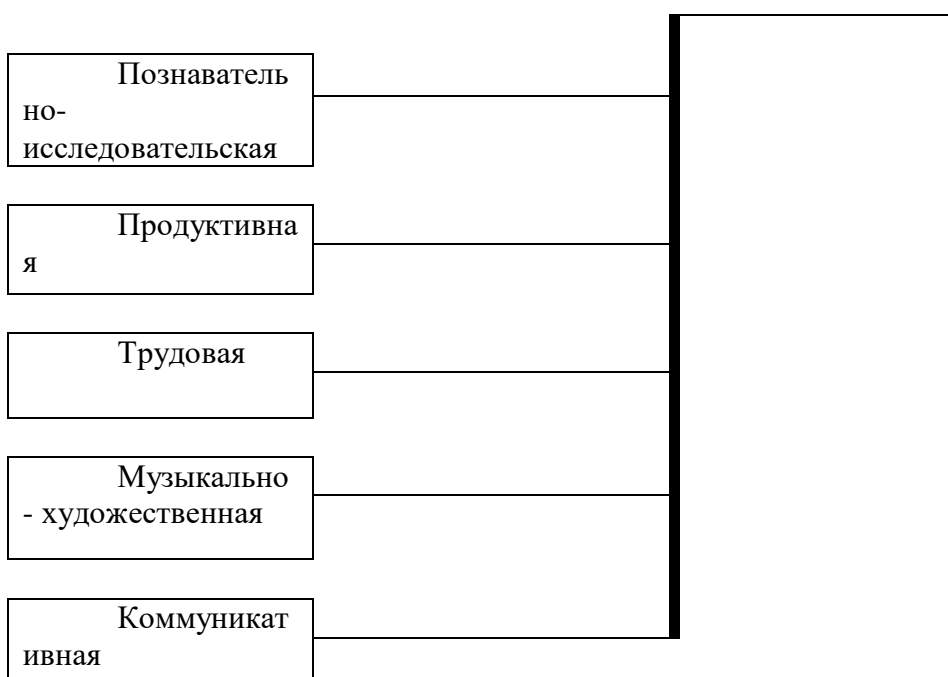 Познаватель
но-
исследовательская
Продуктивна
я
Трудовая
Музыкально
- художественная
Коммуникат
ивная